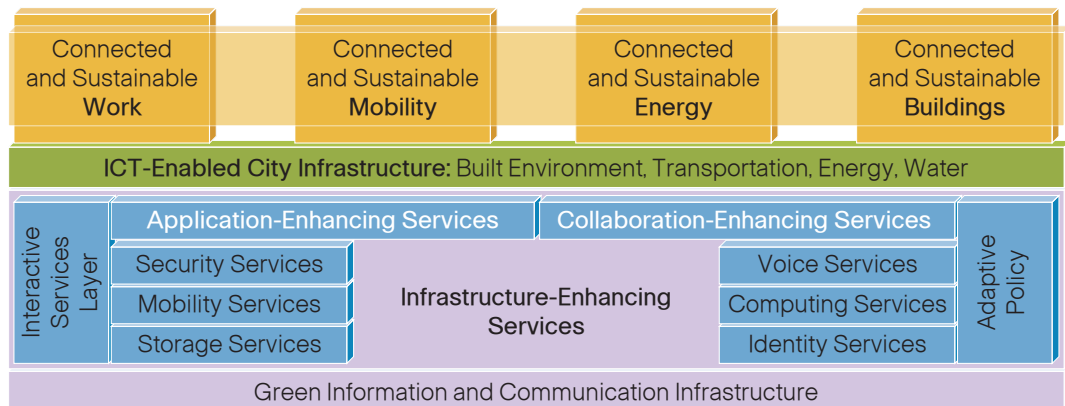 Connected
and Sustainable
Work
Connected
and Sustainable
Mobility
Connected
and Sustainable
Energy
Connected
and Sustainable
Buildings
ICT-Enabled City Infrastructure: Built Environment, Transportation, Energy, Water
Interactive
Services
Layer
Application-Enhancing Services
Collaboration-Enhancing Services
Security Services
Mobility Services
Storage Services
Infrastructure-Enhancing
Services
Voice Services
Computing Services
Identity Services
Adaptive
Policy
Green Information and Communication Infrastructure